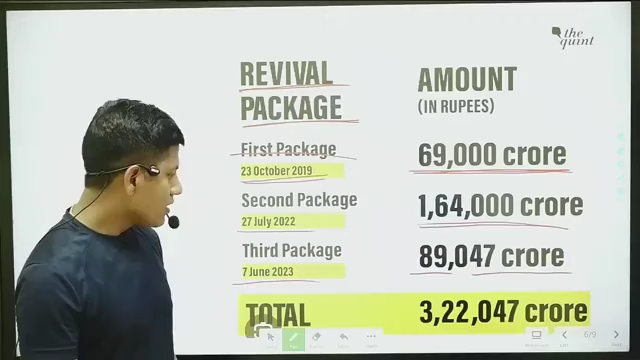 the
quint
REVIVAL
PACKAGE
AMOUNT
(IN RUPEES)
First Package
69,000 crore
23 October 2019
Second Package
1,64,000 crore
27 July 2022
Third Package
89,047 crore
7 June 2023
TOTAL
3,22,047 crore
6/9